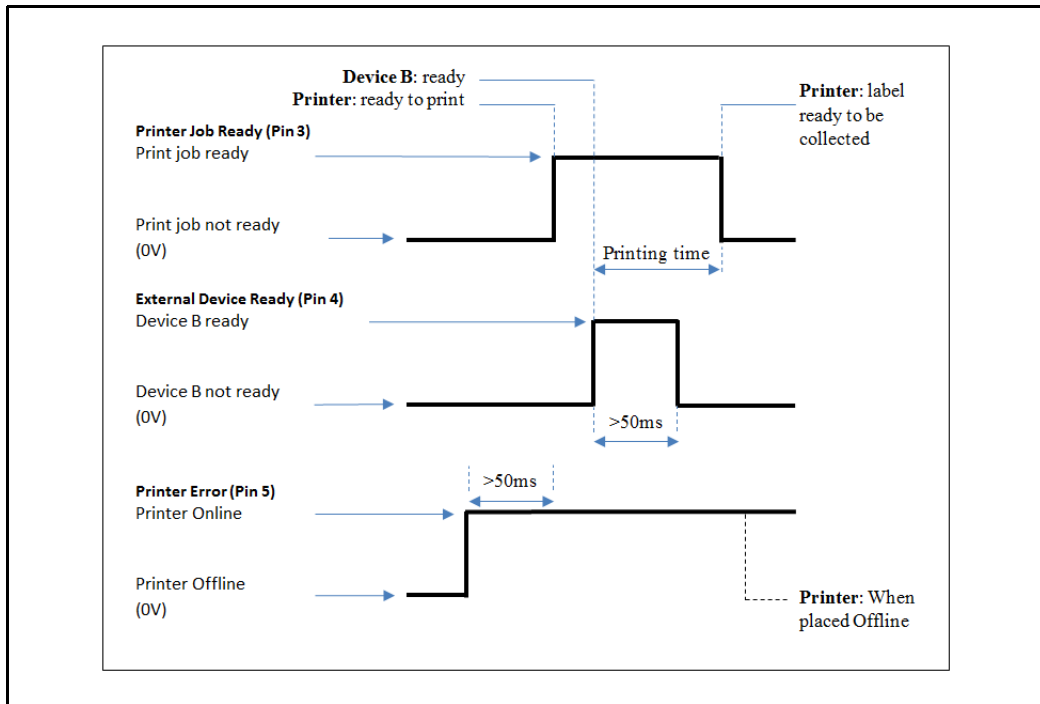 Device B: ready
Printer: ready to print
Printer: label
ready to be
collected
Printer Job Ready (Pin 3)
Print job ready
Print job not ready
(0V)
Printing time
External Device Ready (Pin 4)
Device B ready
Device B not ready
(0V)
>50ms
>50ms
Printer Error (Pin 5)
Printer Online
Printer Offline
(0V)
Printer: When
placed Offline